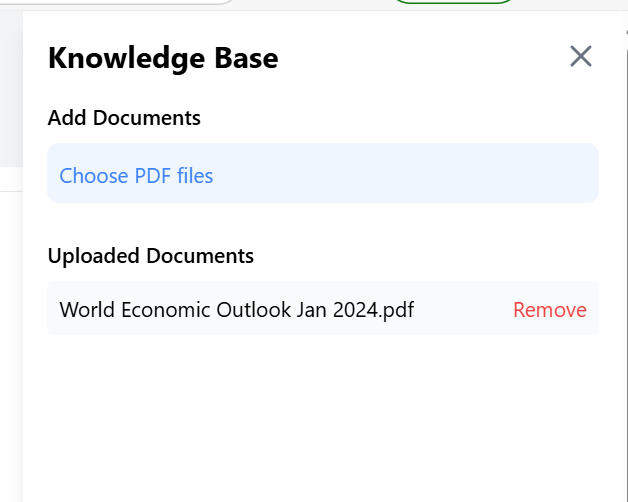 Knowledge Base
Add Documents
Choose PDF files
Uploaded Documents
World Economic Outlook Jan 2024.pdf Remove